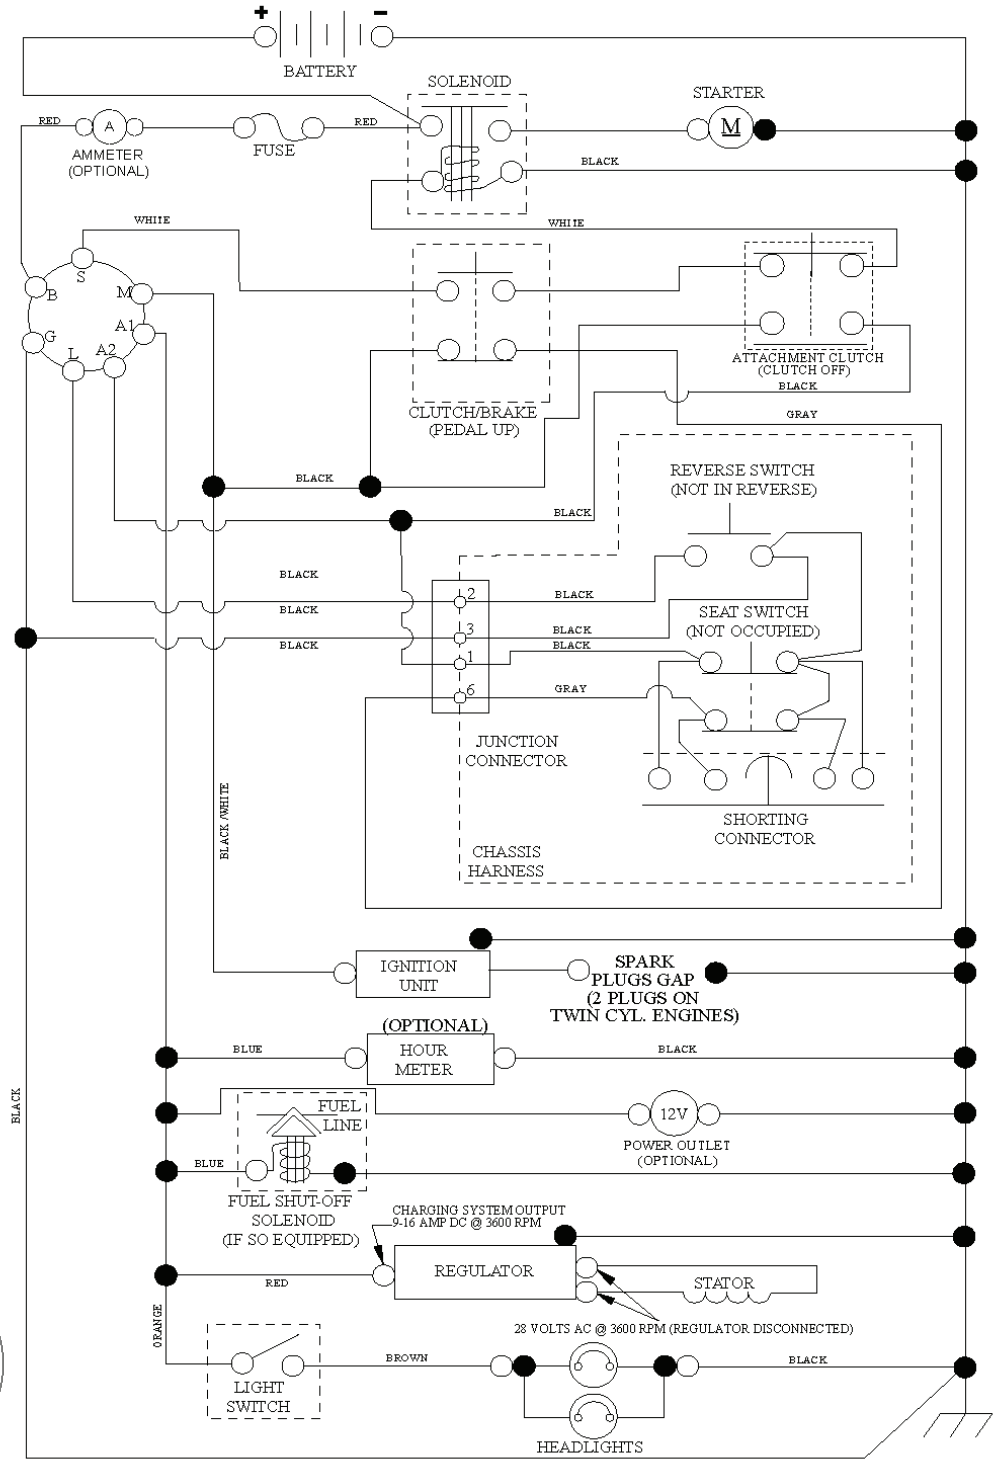 + -
BATTERY
SOLENOID
STARTER
RED
A
RED
M
AMMETER
(OPTIONAL)
FUSE
BLACK
WHITE
WHITE
S
B
M
A1
G
L
A2
ATTACHMENT CLUTCH
(CLUTCH OFF)
BLACK
CLUTCH/BRAKE
(PEDAL UP)
GRAY
REVERSE SWITCH
(NOT IN REVERSE)
BLACK
BLACK
BLACK
2
BLACK
BLACK
SEAT SWITCH
(NOT OCCUPIED)
3
BLACK
BLACK
1
BLACK
6
GRAY
JUNCTION
CONNECTOR
BLACK /WHITE
SHORTING
CONNECTOR
CHASSIS
HARNESS
IGNITION
UNIT
SPARK
PLUGS GAP
(2 PLUGS ON
TWIN CYL. ENGINES)
(OPTIONAL)
BLUE
HOUR
METER
BLACK
BLACK
FUEL
LINE
12V
POWER OUTLET
(OPTIONAL)
BLUE
FUEL SHUT-OFF
SOLENOID
(IF SO EQUIPPED)
CHARGING SYSTEM OUTPUT
9-16 AMP DC @ 3600 RPM
REGULATOR
RED
STATOR
ORANGE
28 VOLTS AC @ 3600 RPM (REGULATOR DISCONNECTED)
BROWN
BLACK
LIGHT
SWITCH
HEADLIGHTS